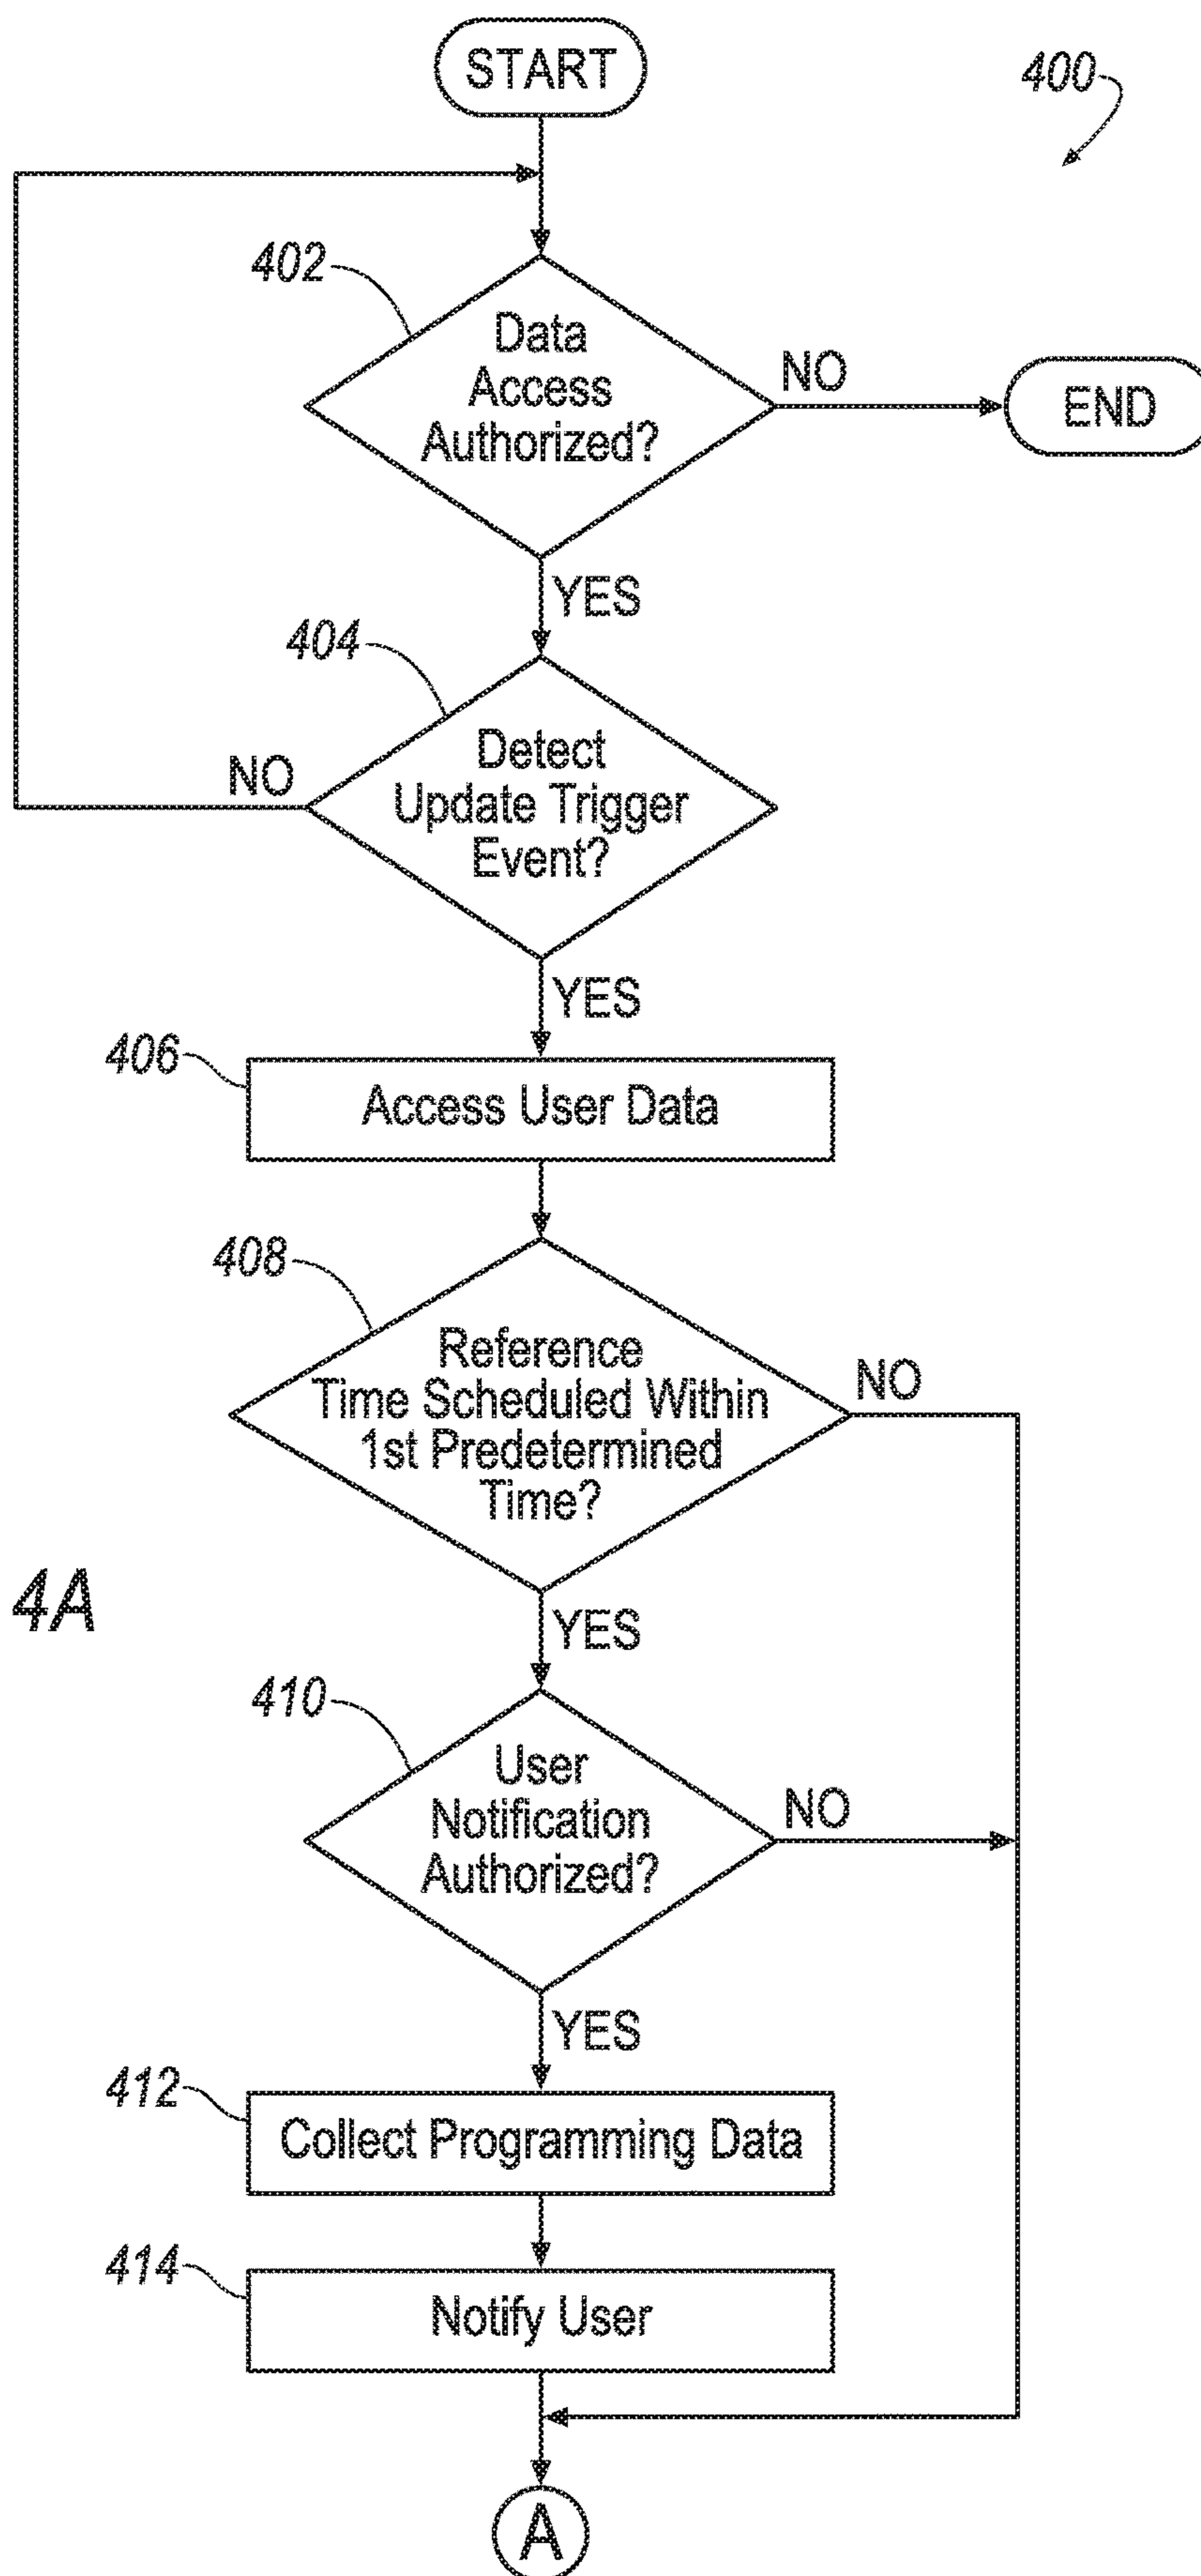 START
400
402
Data
Access
Authorized?
NO
END
YES
404
Detect
Update Trigger
Event?
NO
YES
406
Access User Data
408
Reference
Time Scheduled Within
1st Predetermined
Time?
NO
4A
YES
410
User
Notification
Authorized?
NO
YES
412
Collect Programming Data
414
Notify User
A